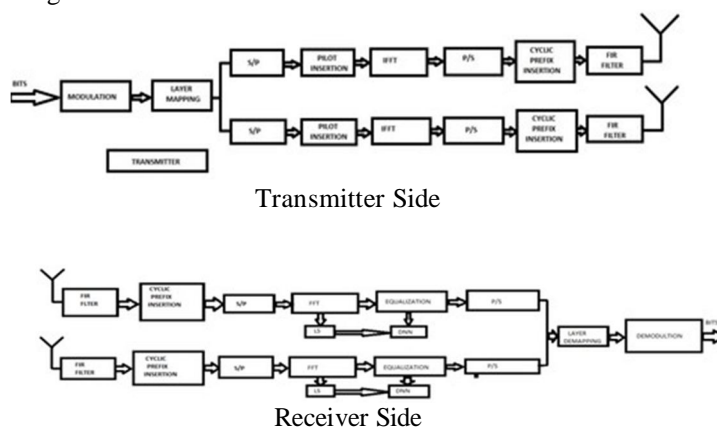 BITS
MODULATION
LAYER
MAPPING
S/P
PILOT
INSERTION
IFFT
P/S
CYCLIC
PREFIX
INSERTION
FIR
FILTER
S/P
PILOT
INSERTION
IFFT
P/S
CYCLIC
PREFIX
INSERTION
FIR
FILTER
TRANSMITTER
Transmitter Side
FIR
FLTER
CYCLIC
PREFIX
INSERTION
S/P
FFT
EQUALIZATION
P/S
LS
DNN
FIR
FILTER
CYCLIC
PREFIX
INSERTION
S/P
FFT
EQUALIZATION
P/S
LS
DNN
LAYER
DEMAPPING
DEMODULTION
BITS
Receiver Side